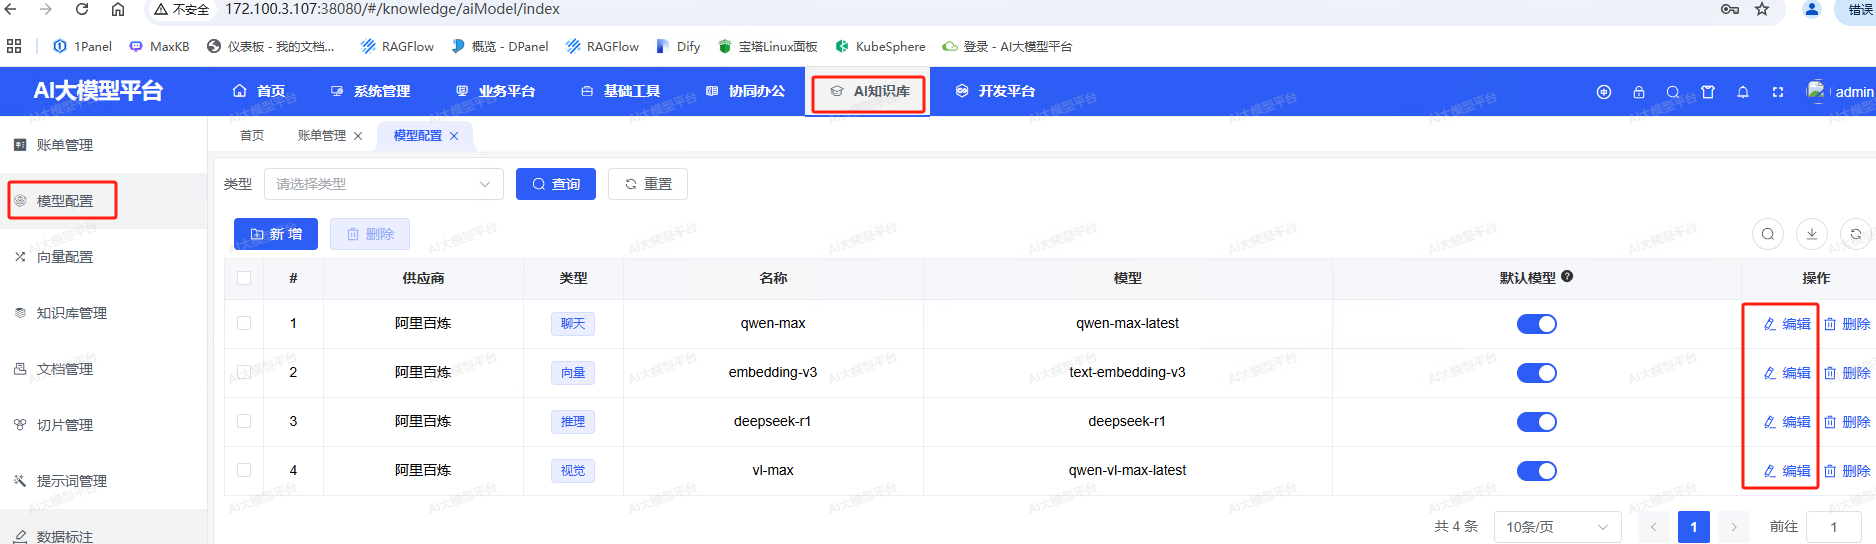 不安全 172.100.3.107:38080/#/knowledge/aiModel/index 错误
1Panel MaxKB 仪表板 - 我的文档... RAGFlow 概览 - DPanel RAGFlow Dify 宝塔Linux面板 KubeSphere 登录 - AI大模型平台
AI大模型平台 首页 系统管理 业务平台 基础工具 协同办公 AI知识库 开发平台 admin
首页 账单管理 模型配置
账单管理
模型配置
向量配置
知识库管理
文档管理
切片管理
提示词管理
数据标注
类型 请选择类型 查询 重置
新 增 删除
# 供应商 类型 名称 模型 默认模型 操作
1 阿里百炼 聊天 qwen-max qwen-max-latest 编辑 删除
2 阿里百炼 向量 embedding-v3 text-embedding-v3 编辑 删除
3 阿里百炼 推理 deepseek-r1 deepseek-r1 编辑 删除
4 阿里百炼 视觉 vl-max qwen-vl-max-latest 编辑 删除
共 4 条 10条/页 1 前往 1
AI大模型平台